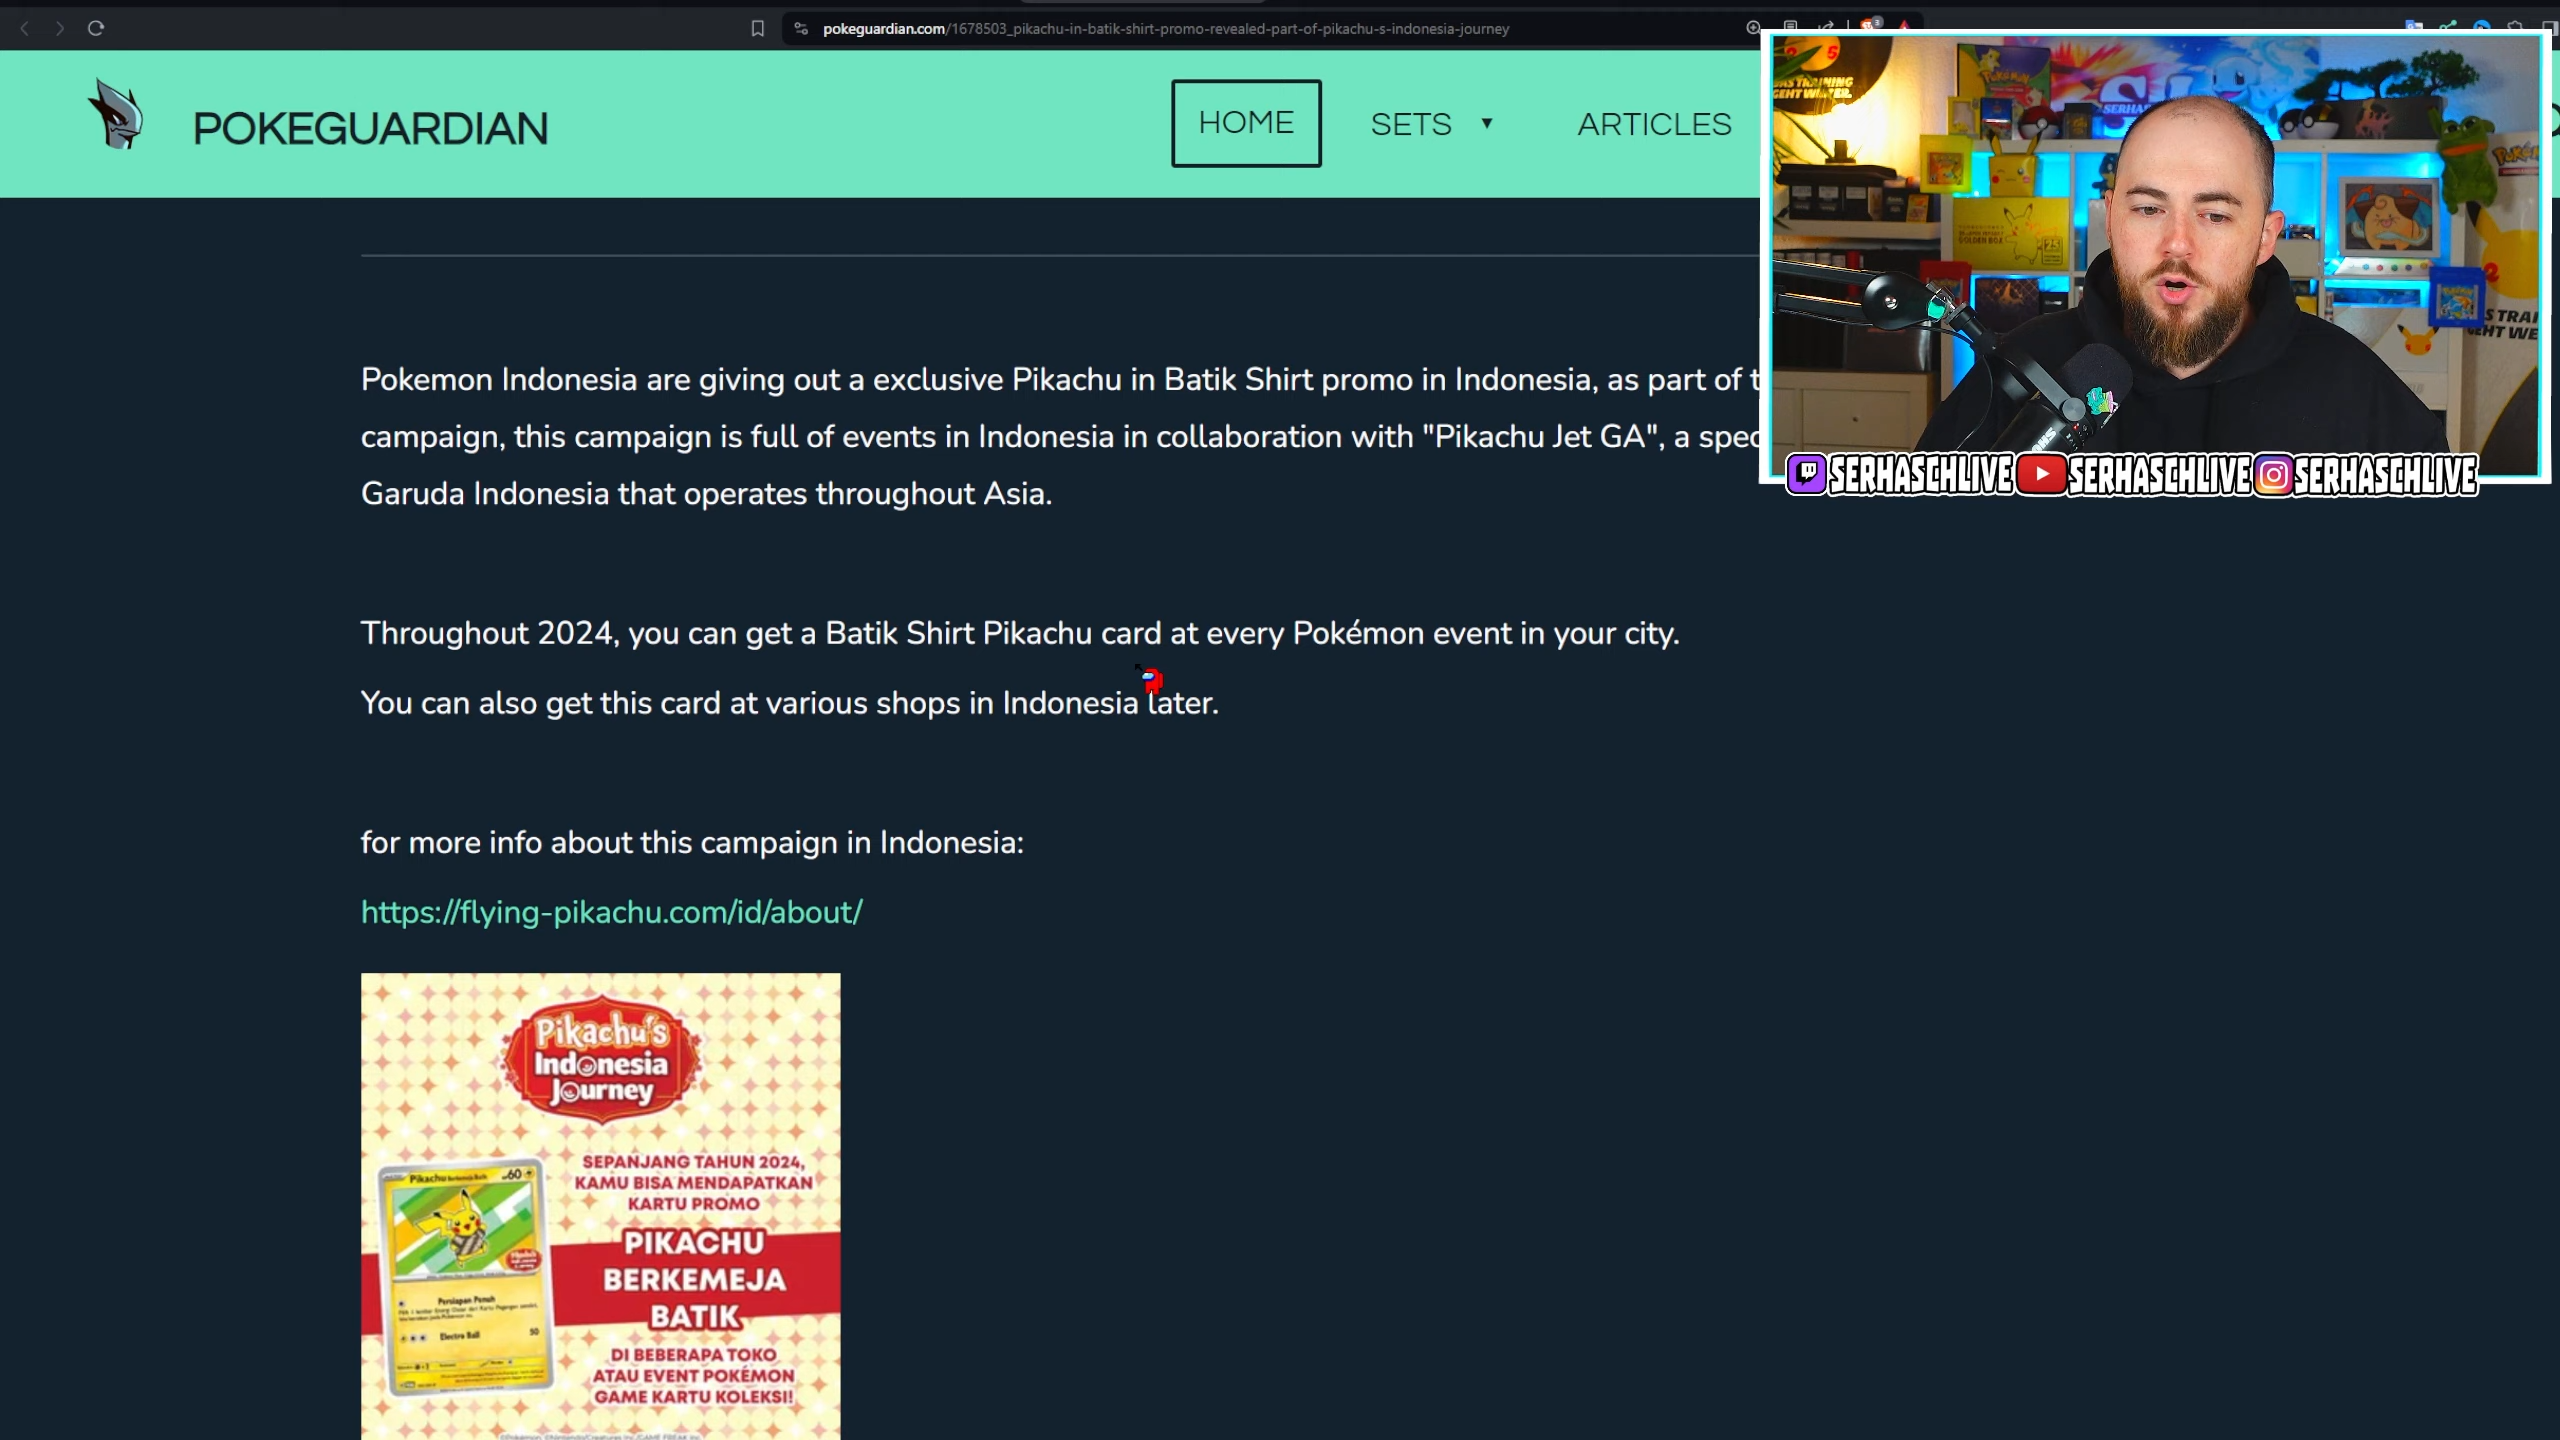 pokeguardian.com/1678503_pikachu-in-batik-shirt-promo-revealed-part-of-pikachu-s-indonesia-journey
POKEGUARDIAN
HOME
SETS
ARTICLES
Pokemon Indonesia are giving out a exclusive Pikachu in Batik Shirt promo in Indonesia, as part of t
campaign, this campaign is full of events in Indonesia in collaboration with "Pikachu Jet GA", a spec
Garuda Indonesia that operates throughout Asia.
SERHASCHLIVE SERHASCHLIVE SERHASCHLIVE
Throughout 2024, you can get a Batik Shirt Pikachu card at every Pokémon event in your city.
You can also get this card at various shops in Indonesia later.
for more info about this campaign in Indonesia:
https://flying-pikachu.com/id/about/
Pikachu's
Indonesia
Journey
SEPANJANG TAHUN 2024,
KAMU BISA MENDAPATKAN
KARTU PROMO
PIKACHU
BERKEMEJA
BATIK
DI BEBERAPA TOKO
ATAU EVENT POKÉMON
GAME KARTU KOLEKSI!
Pikachu Berkemeja Batik 60
Persiapan Penuh
Electro Ball 50